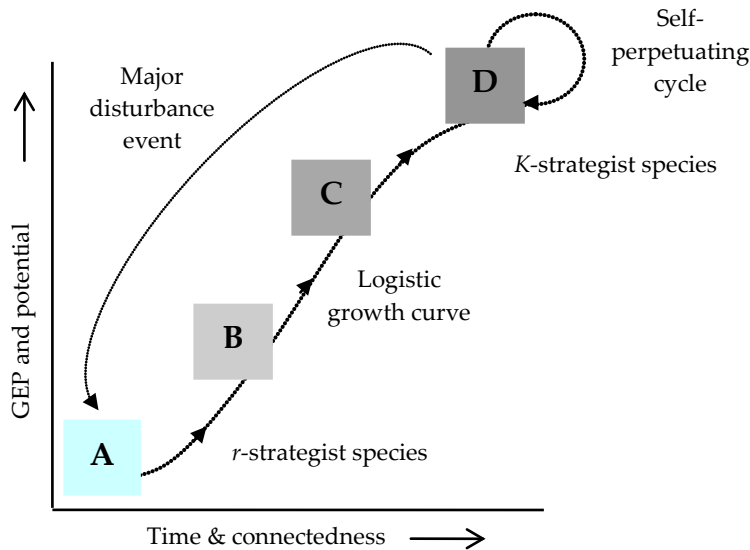 Self-
perpetuating
cycle
Major
disturbance
event
D
K-strategist species
C
Logistic
growth curve
B
GEP and potential
A
r-strategist species
Time & connectedness